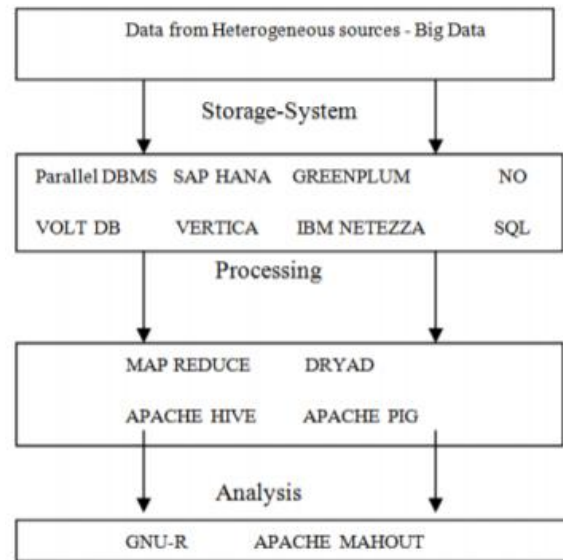 Data from Heterogeneous sources - Big Data
Storage-System
Parallel DBMS SAP HANA GREENPLUM NO
VOLT DB VERTICA IBM NETEZZA SQL
Processing
MAP REDUCE DRYAD
APACHE HIVE APACHE PIG
Analysis
GNU-R APACHE MAHOUT